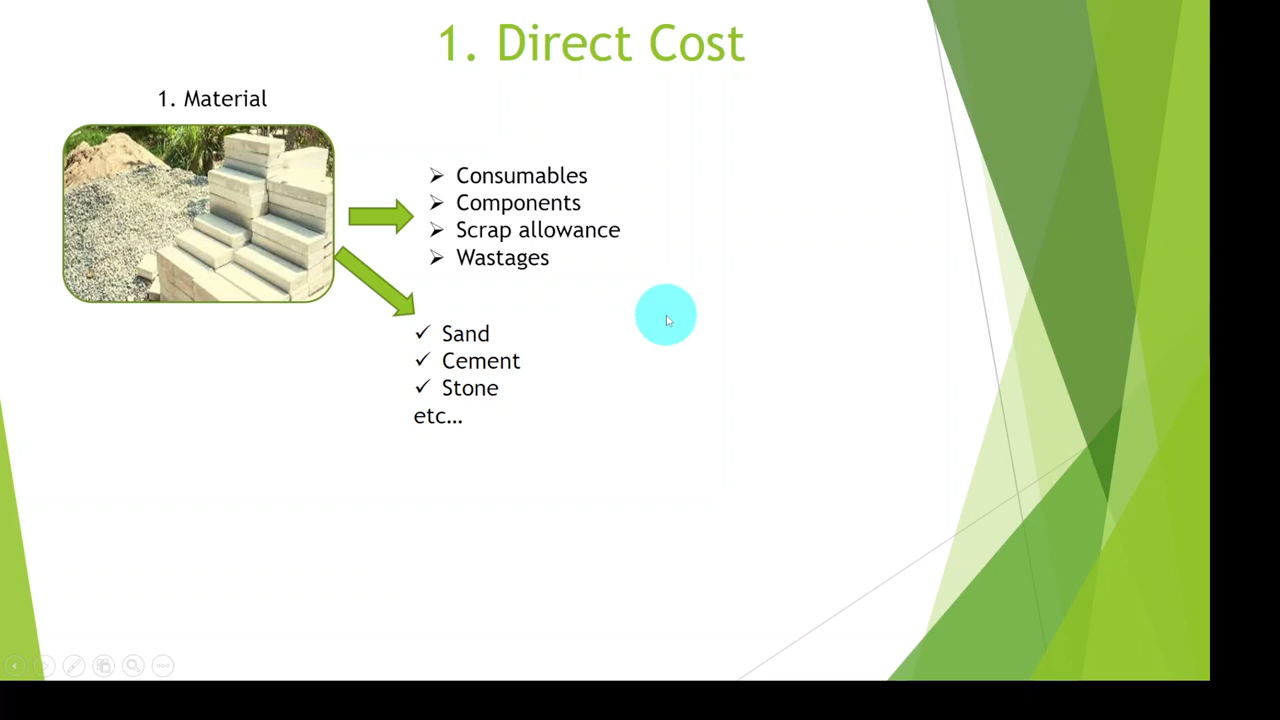 1. Direct Cost
1. Material
Consumables
Components
Scrap allowance
Wastages
Sand
Cement
Stone
etc...